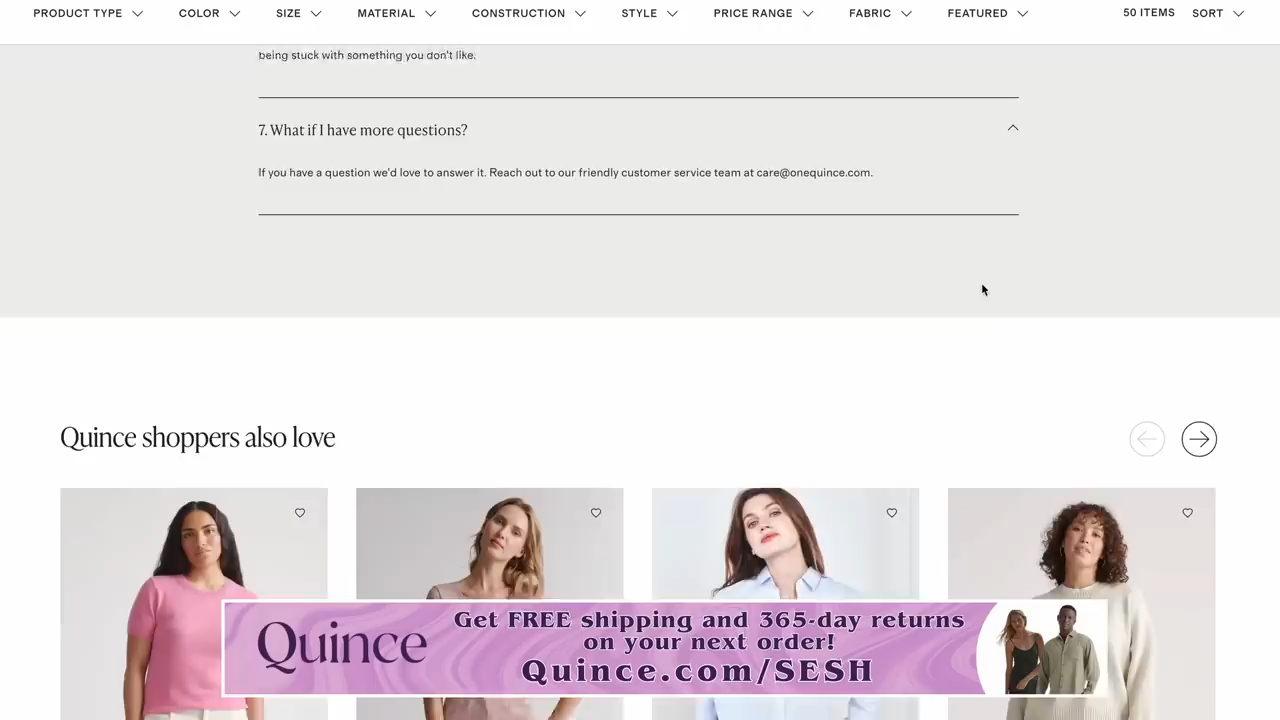 PRODUCT TYPE COLOR SIZE MATERIAL CONSTRUCTION STYLE PRICE RANGE FABRIC FEATURED 50 ITEMS SORT
being stuck with something you don't like.
7. What if I have more questions?
If you have a question we'd love to answer it. Reach out to our friendly customer service team at care@onequince.com.
Quince shoppers also love
Quince
Get FREE shipping and 365-day returns
on your next order!
Quince.com/SESH